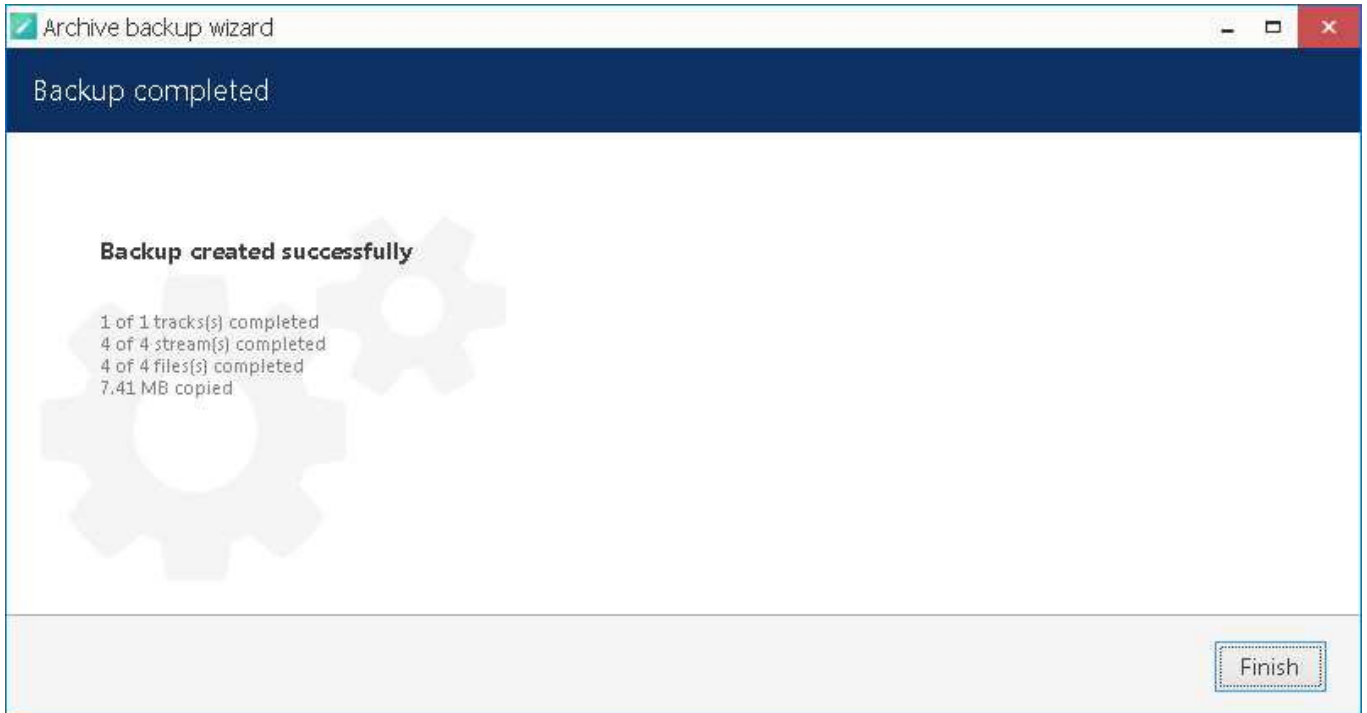 Archive backup wizard
Backup completed
Backup created successfully
1 of 1 tracks(s) completed
4 of 4 stream(s) completed
4 of 4 files(s) completed
7.41 MB copied
Finish